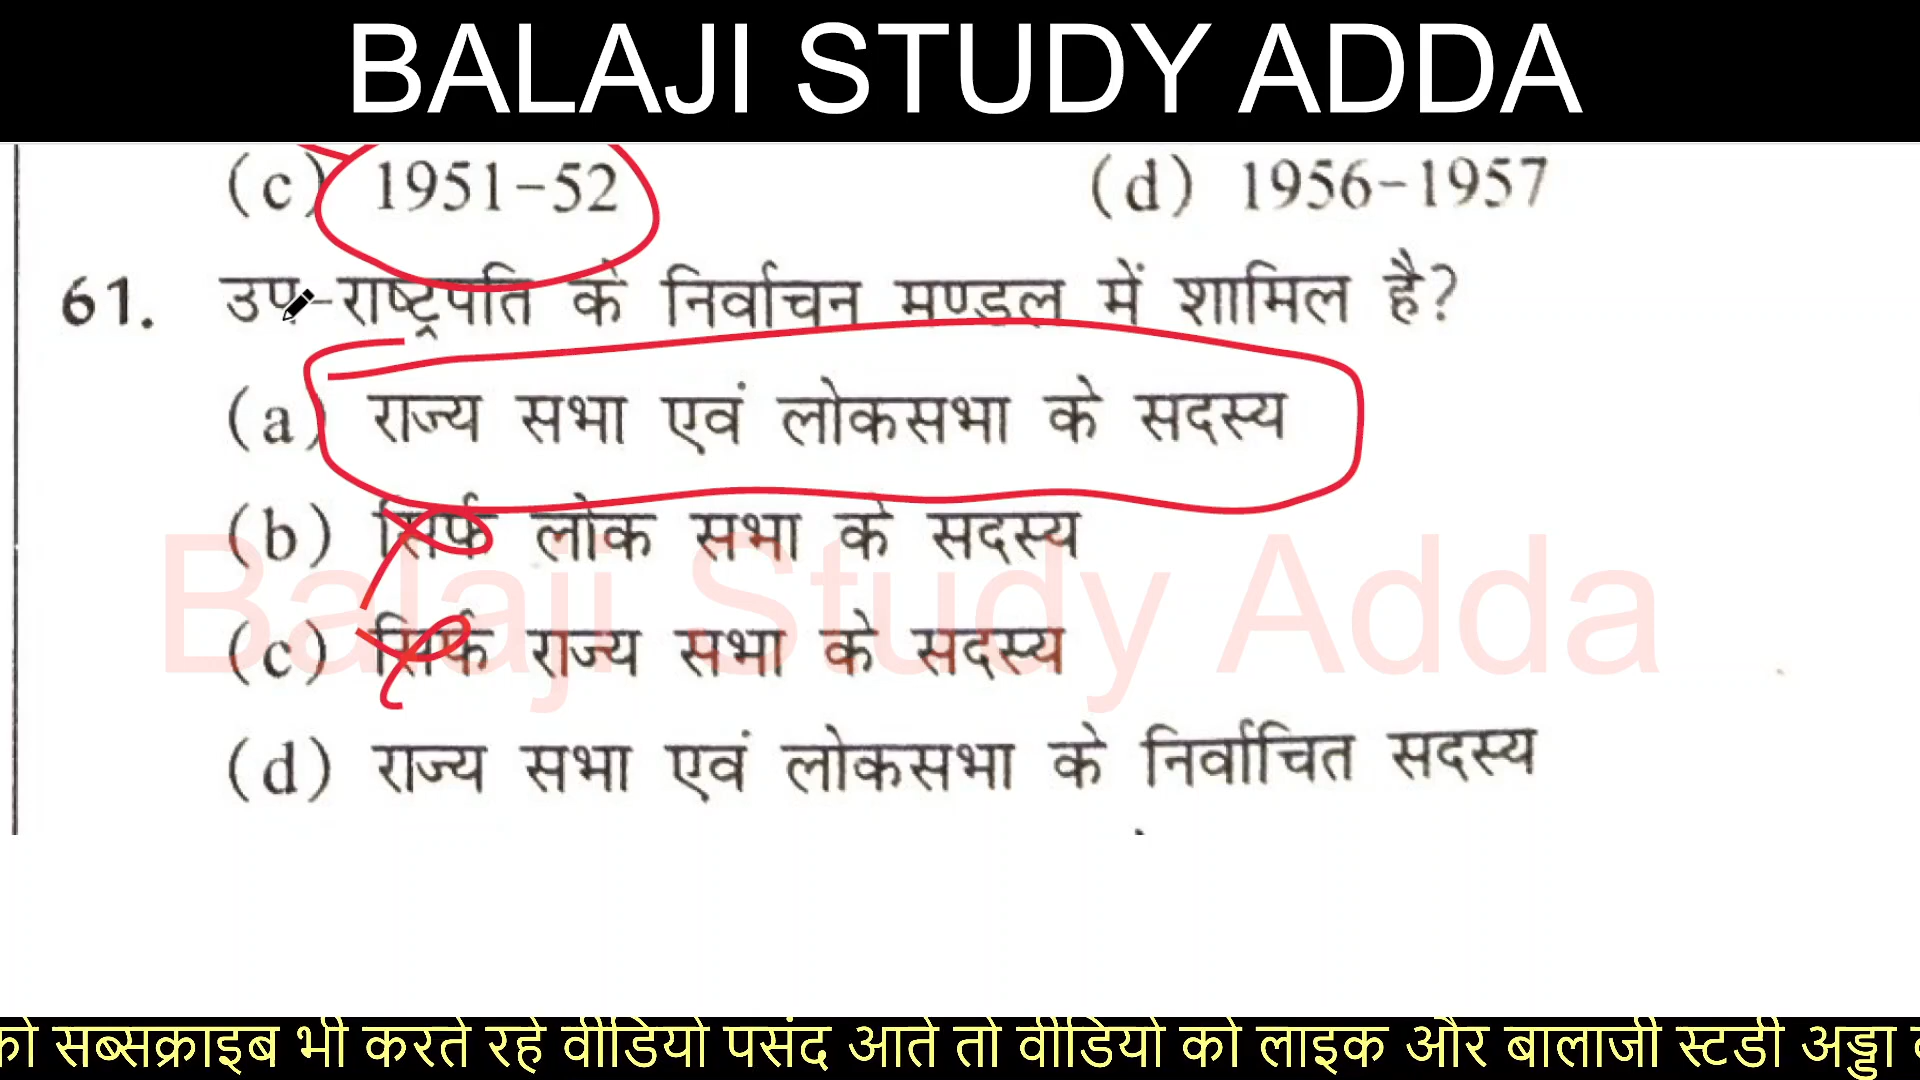 BALAJI STUDY ADDA
(c) 1951-52 (d) 1956-1957
61. उप-राष्ट्रपति के निर्वाचन मण्डल में शामिल है?
(a) राज्य सभा एवं लोकसभा के सदस्य
(b) सिर्फ लोक सभा के सदस्य
(c) सिर्फ राज्य सभा के सदस्य
Balaji Study Adda
(d) राज्य सभा एवं लोकसभा के निर्वाचित सदस्य
को सब्सक्राइब भी करते रहे वीडियो पसंद आते तो वीडियो को लाइक और बालाजी स्टडी अड्डा